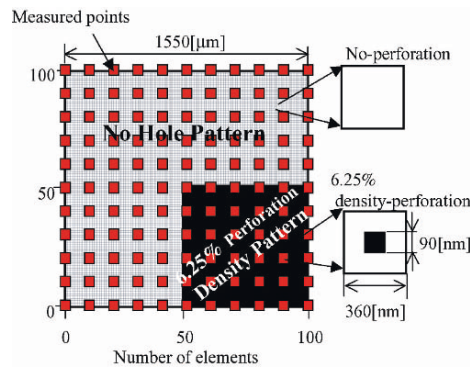 Measured points
1550[μm]
No-perforation
100
No Hole Pattern
50
6.25%
density-perforation
6.25% Perforation
Density Pattern
90[nm]
0
360[nm]
0
50
100
Number of elements